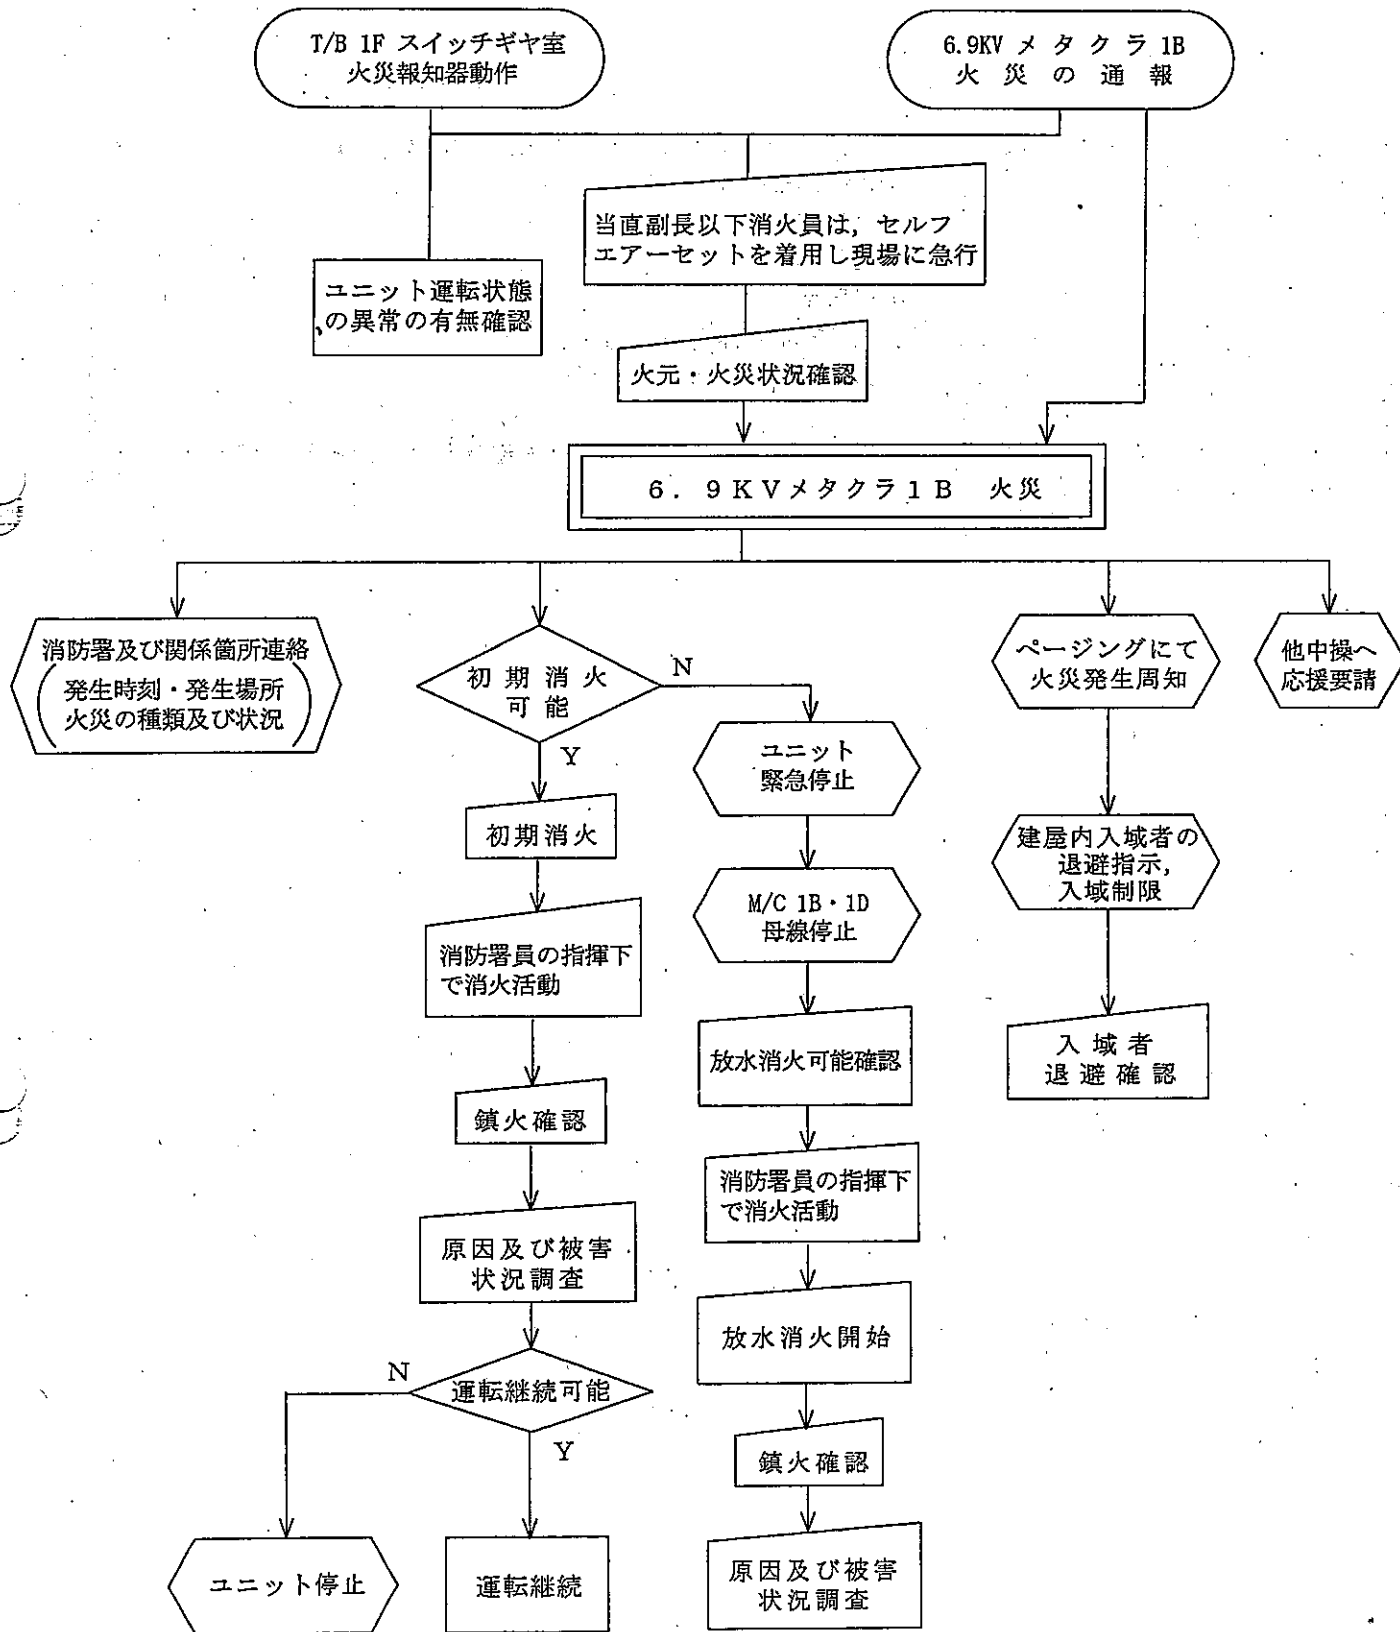 T/B 1F スイッチギヤ室
火災報知器動作
6.9KV メタクラ 1B
火災の通報
当直副長以下消火員は，セルフ
エアーセットを着用し現場に急行
ユニット運転状態
の異常の有無確認
火元・火災状況確認
６．９ＫＶメタクラ１Ｂ　火災
消防署及び関係箇所連絡
発生時刻・発生場所
火災の種類及び状況
初期消火
可能
N
Y
ページングにて
火災発生周知
他中操へ
応援要請
ユニット
緊急停止
初期消火
建屋内入域者の
退避指示，
入域制限
M/C 1B・1D
母線停止
消防署員の指揮下
で消火活動
放水消火可能確認
入域者
退避確認
鎮火確認
消防署員の指揮下
で消火活動
原因及び被害
状況調査
放水消火開始
運転継続可能
N
Y
鎮火確認
ユニット停止
運転継続
原因及び被害
状況調査